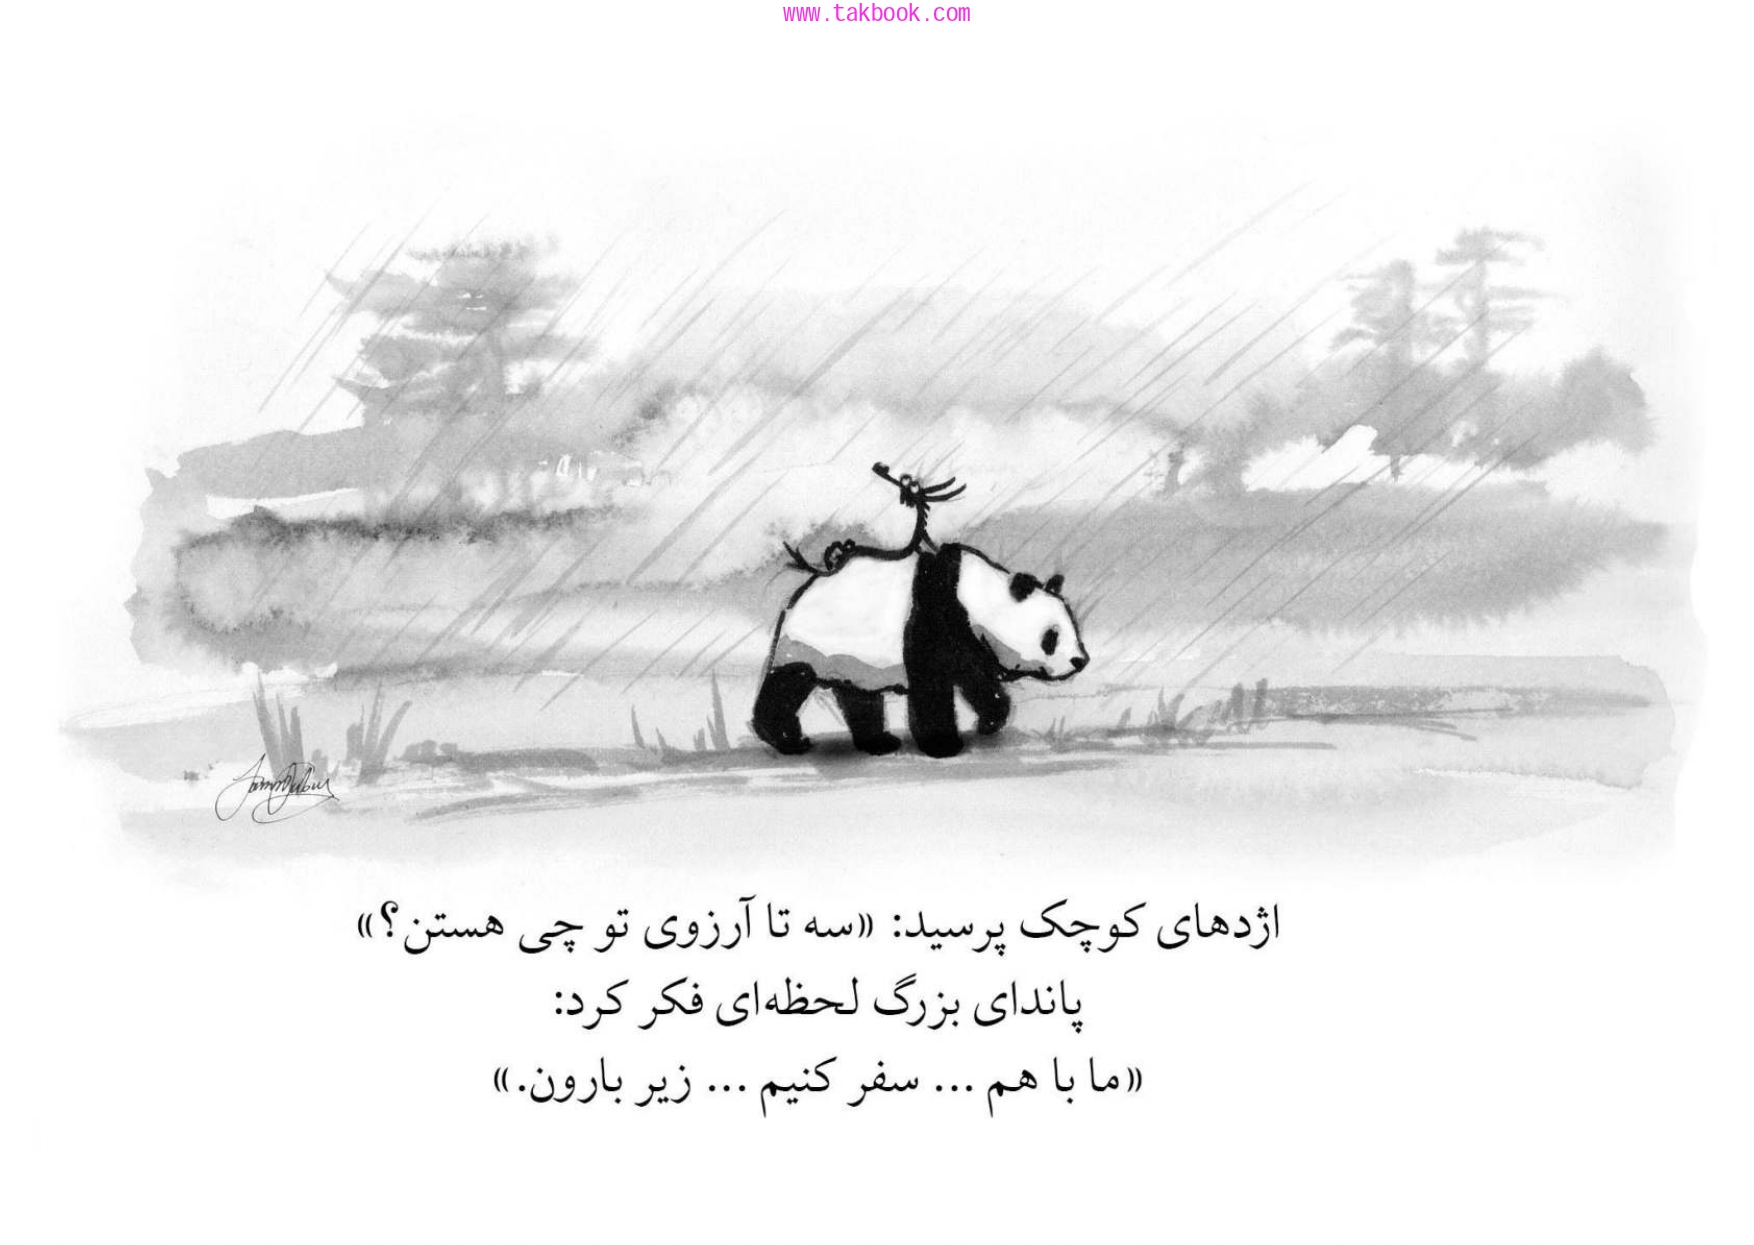 www.takbook.com
اژدهای کوچک پرسید: «سه تا آرزوی تو چی هستن؟»
پاندای بزرگ لحظه‌ای فکر کرد:
«ما با هم ... سفر کنیم ... زیر بارون.»